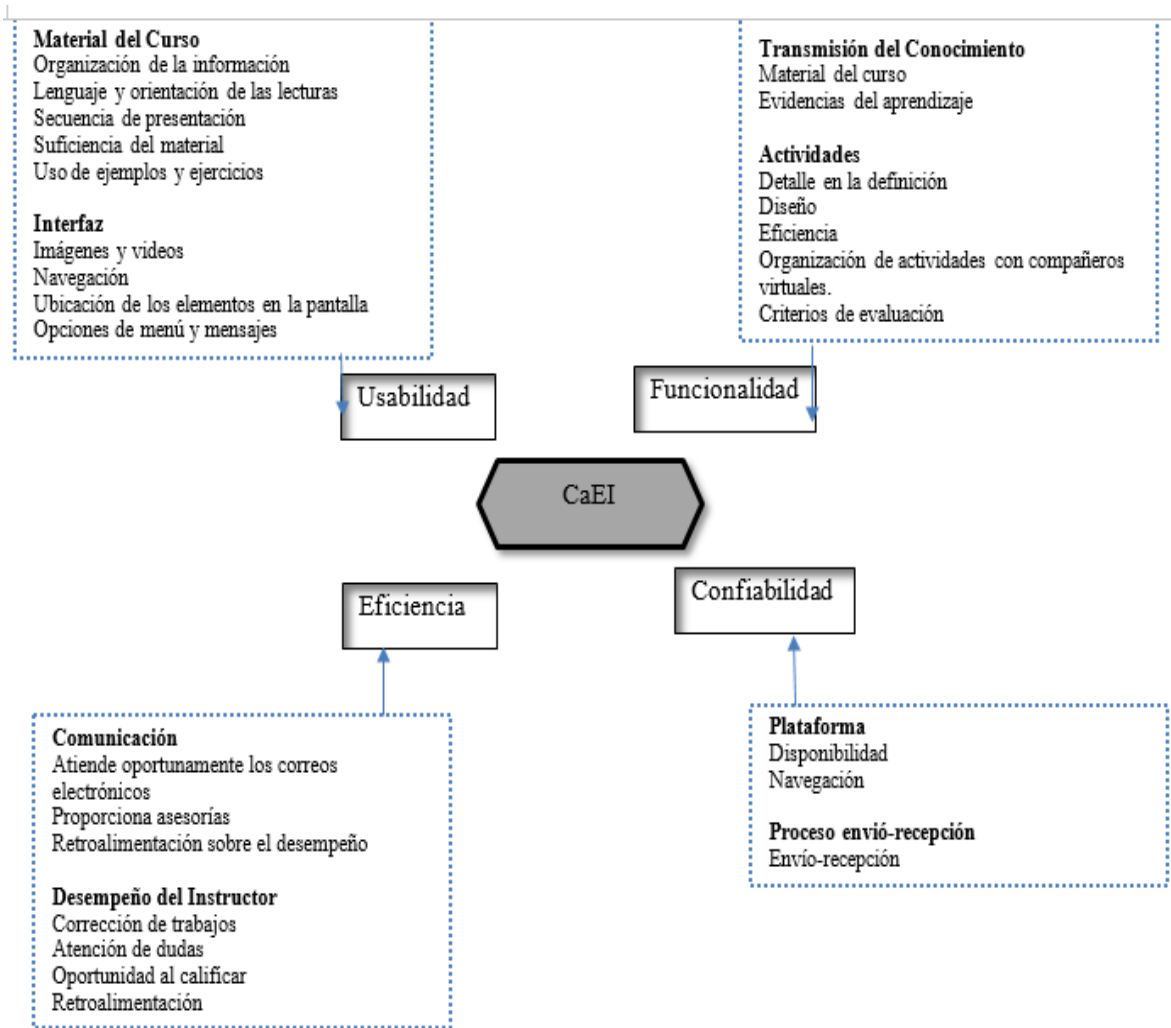 Material del Curso
Organización de la información
Lenguaje y orientación de las lecturas
Secuencia de presentación
Suficiencia del material
Uso de ejemplos y ejercicios
Interfaz
Imágenes y videos
Navegación
Ubicación de los elementos en la pantalla
Opciones de menú y mensajes
Transmisión del Conocimiento
Material del curso
Evidencias del aprendizaje
Actividades
Detalle en la definición
Diseño
Eficiencia
Organización de actividades con compañeros
virtuales.
Criterios de evaluación
Usabilidad
Funcionalidad
CaEI
Eficiencia
Confiabilidad
Comunicación
Atiende oportunamente los correos
electrónicos
Proporciona asesorías
Retroalimentación sobre el desempeño
Desempeño del Instructor
Corrección de trabajos
Atención de dudas
Oportunidad al calificar
Retroalimentación
Plataforma
Disponibilidad
Navegación
Proceso envió-recepción
Envío-recepción